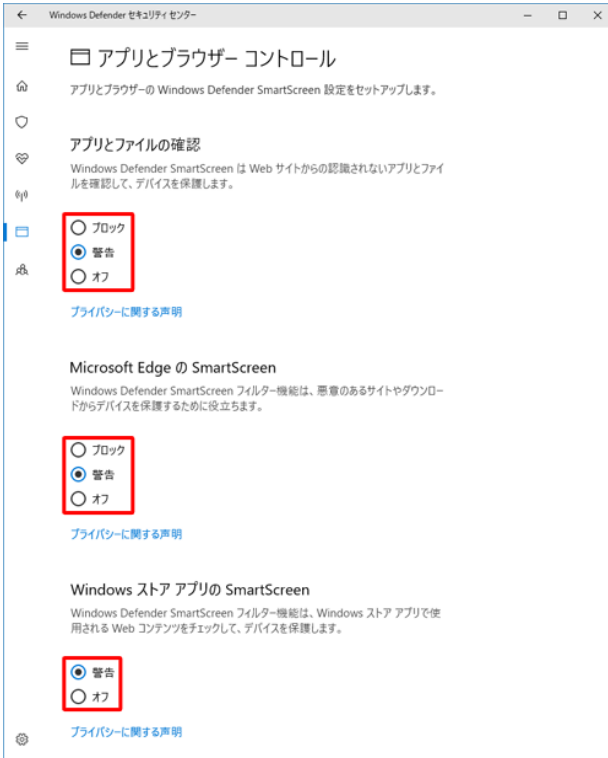 Windows Defender セキュリティ センター
アプリとブラウザー コントロール
アプリとブラウザーの Windows Defender SmartScreen 設定をセットアップします。
アプリとファイルの確認
Windows Defender SmartScreen は Web サイトからの認識されないアプリとファイ
ルを確認して、デバイスを保護します。
ブロック
警告
オフ
プライバシーに関する声明
Microsoft Edge の SmartScreen
Windows Defender SmartScreen フィルター機能は、悪意のあるサイトやダウンロー
ドからデバイスを保護するために役立ちます。
ブロック
警告
オフ
プライバシーに関する声明
Windows ストア アプリの SmartScreen
Windows Defender SmartScreen フィルター機能は、Windows ストア アプリで使
用される Web コンテンツをチェックして、デバイスを保護します。
警告
オフ
プライバシーに関する声明